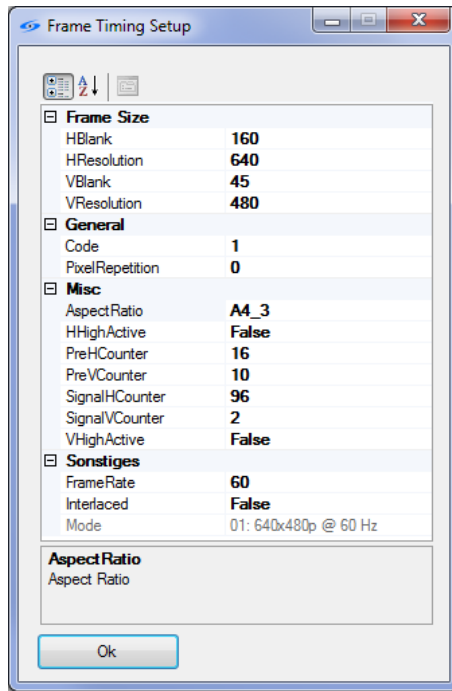 Frame Timing Setup
Frame Size
HBlank 160
HResolution 640
VBlank 45
VResolution 480
General
Code 1
PixelRepetition 0
Misc
AspectRatio A4_3
HHighActive False
PreHCounter 16
PreVCounter 10
SignalHCounter 96
SignalVCounter 2
VHighActive False
Sonstiges
FrameRate 60
Interlaced False
Mode 01: 640x480p @ 60 Hz
AspectRatio
Aspect Ratio
Ok